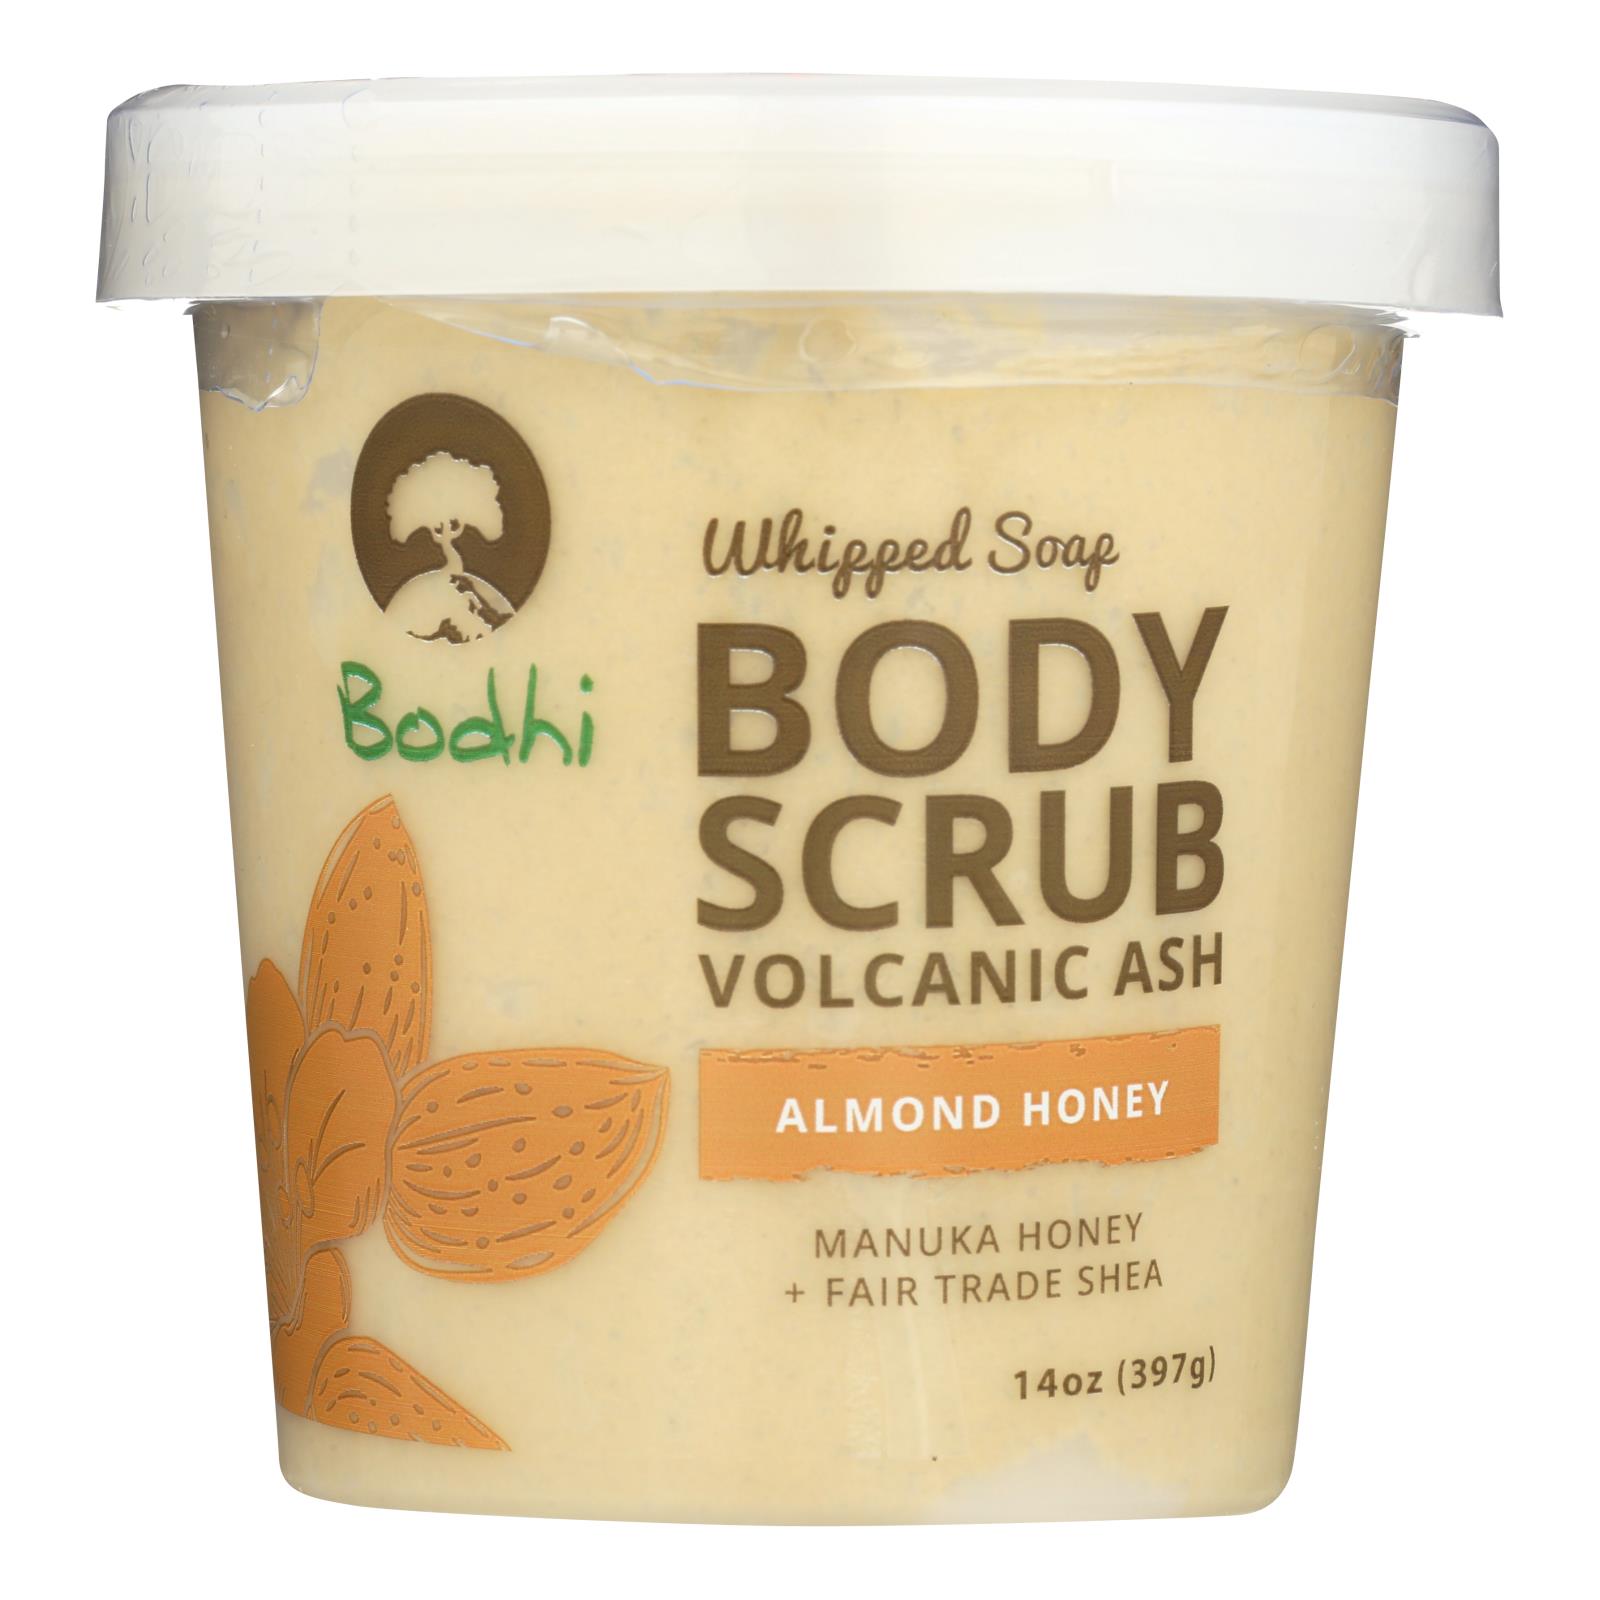 Bodhi
Whipped Soap
BODY
SCRUB
VOLCANIC ASH
ALMOND HONEY
MANUKA HONEY
+ FAIR TRADE SHEA
14oz (397g)